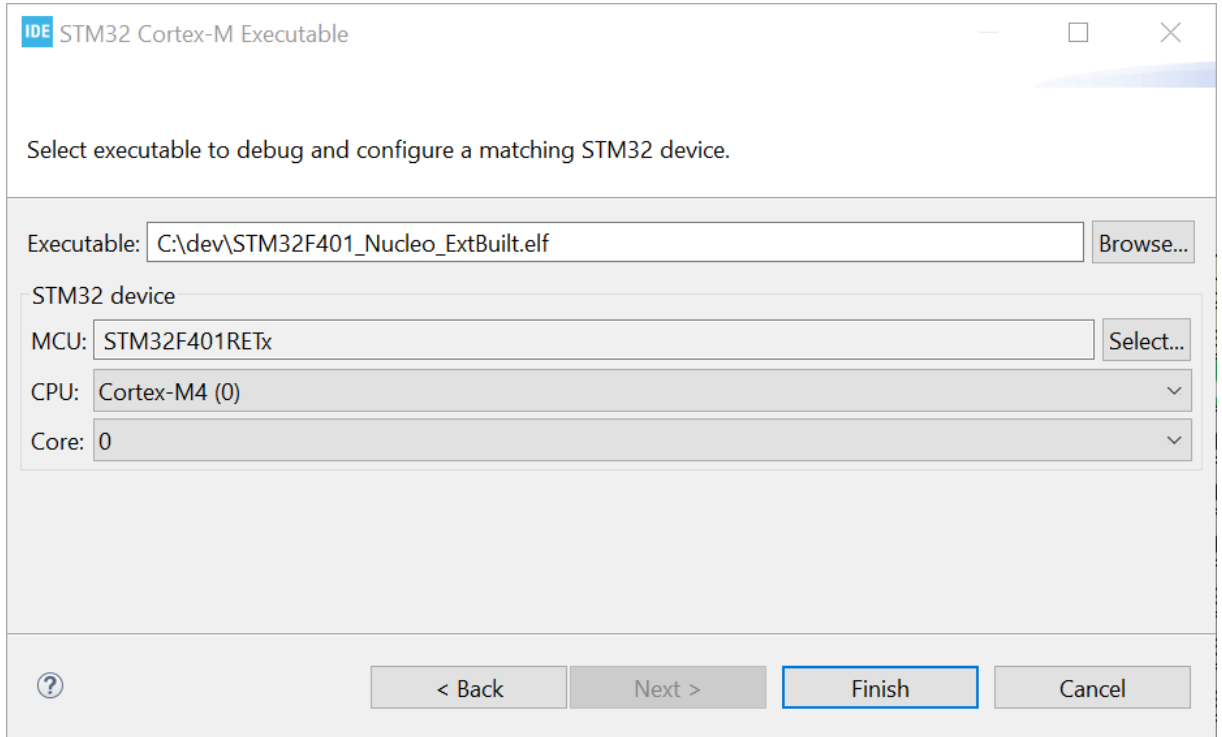 IDE STM32 Cortex-M Executable
Select executable to debug and configure a matching STM32 device.
Executable: C:\dev\STM32F401_Nucleo_ExtBuilt.elf Browse...
STM32 device
MCU: STM32F401RETx Select...
CPU: Cortex-M4 (0)
Core: 0
? < Back Next > Finish Cancel